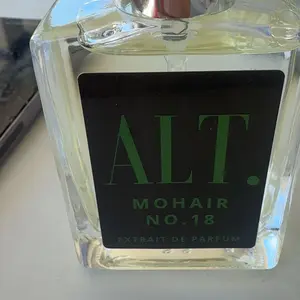 ALT.
MOHAIR
NO.18
EXTRAIT DE PARFUM